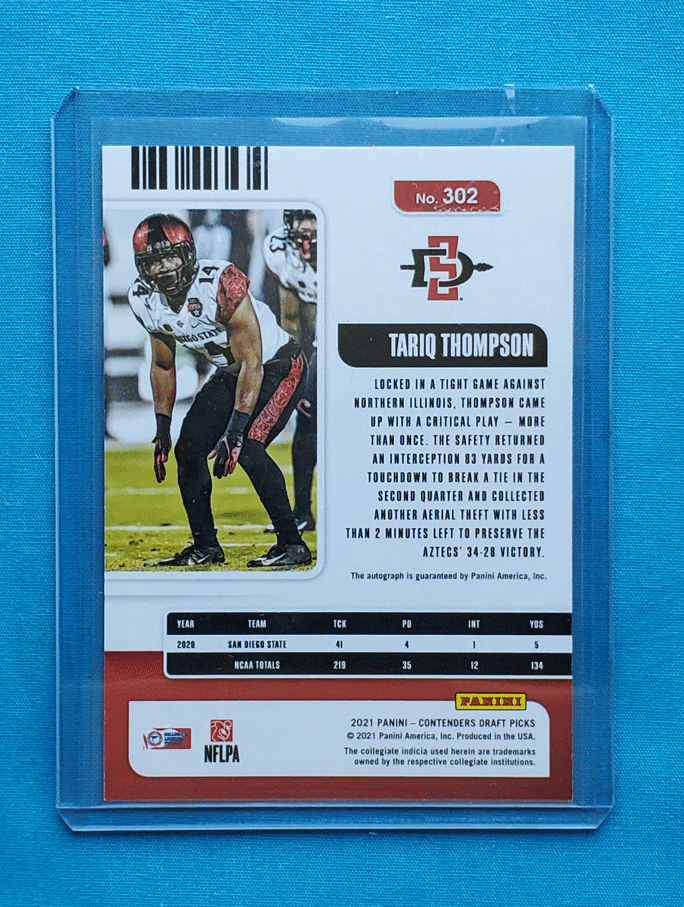 No. 302
SD
14
TARIQ THOMPSON
LOCKED IN A TIGHT GAME AGAINST
NORTHERN ILLINOIS, THOMPSON CAME
UP WITH A CRITICAL PLAY – MORE
THAN ONCE. THE SAFETY RETURNED
AN INTERCEPTION 83 YARDS FOR A
TOUCHDOWN TO BREAK A TIE IN THE
SECOND QUARTER AND COLLECTED
ANOTHER AERIAL THEFT WITH LESS
THAN 2 MINUTES LEFT TO PRESERVE THE
AZTECS' 34-28 VICTORY.
The autograph is guaranteed by Panini America, Inc.
YEAR TEAM TCK PD INT YDS
2020 SAN DIEGO STATE 41 4 1 5
NCAA TOTALS 219 35 12 134
PANINI
2021 PANINI – CONTENDERS DRAFT PICKS
© 2021 Panini America, Inc. Produced in the USA.
The collegiate indicia used herein are trademarks
owned by the respective collegiate institutions.
NFLPA